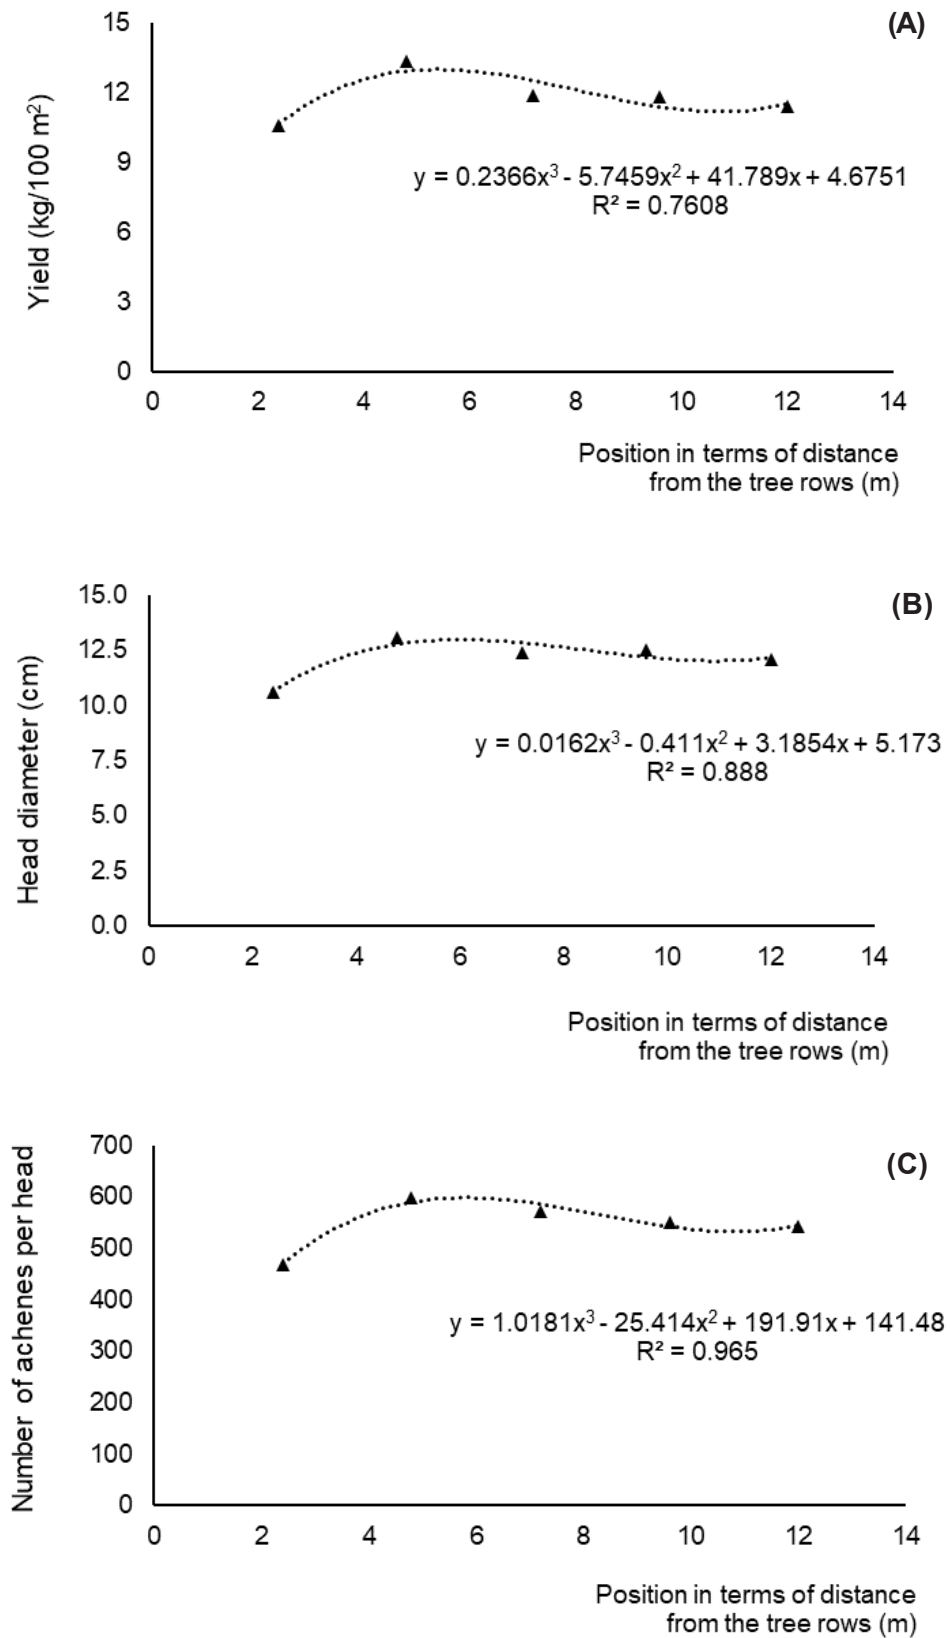 (A)
15
12
9
6
3
0
Yield (kg/100 m²)
y = 0.2366x³ - 5.7459x² + 41.789x + 4.6751
R² = 0.7608
0 2 4 6 8 10 12 14
Position in terms of distance
from the tree rows (m)
(B)
15.0
12.5
10.0
7.5
5.0
2.5
0.0
Head diameter (cm)
y = 0.0162x³ - 0.411x² + 3.1854x + 5.173
R² = 0.888
0 2 4 6 8 10 12 14
Position in terms of distance
from the tree rows (m)
(C)
700
600
500
400
300
200
100
0
Number of achenes per head
y = 1.0181x³ - 25.414x² + 191.91x + 141.48
R² = 0.965
0 2 4 6 8 10 12 14
Position in terms of distance
from the tree rows (m)